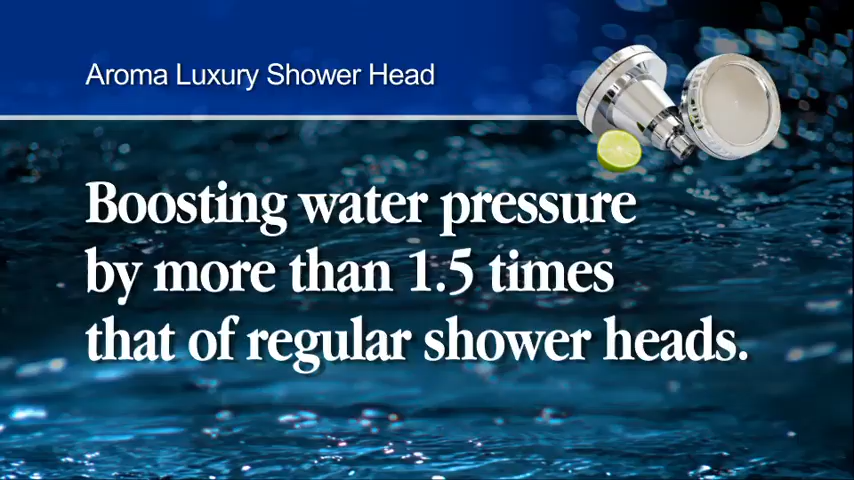 Aroma Luxury Shower Head
Boosting water pressure
by more than 1.5 times
that of regular shower heads.